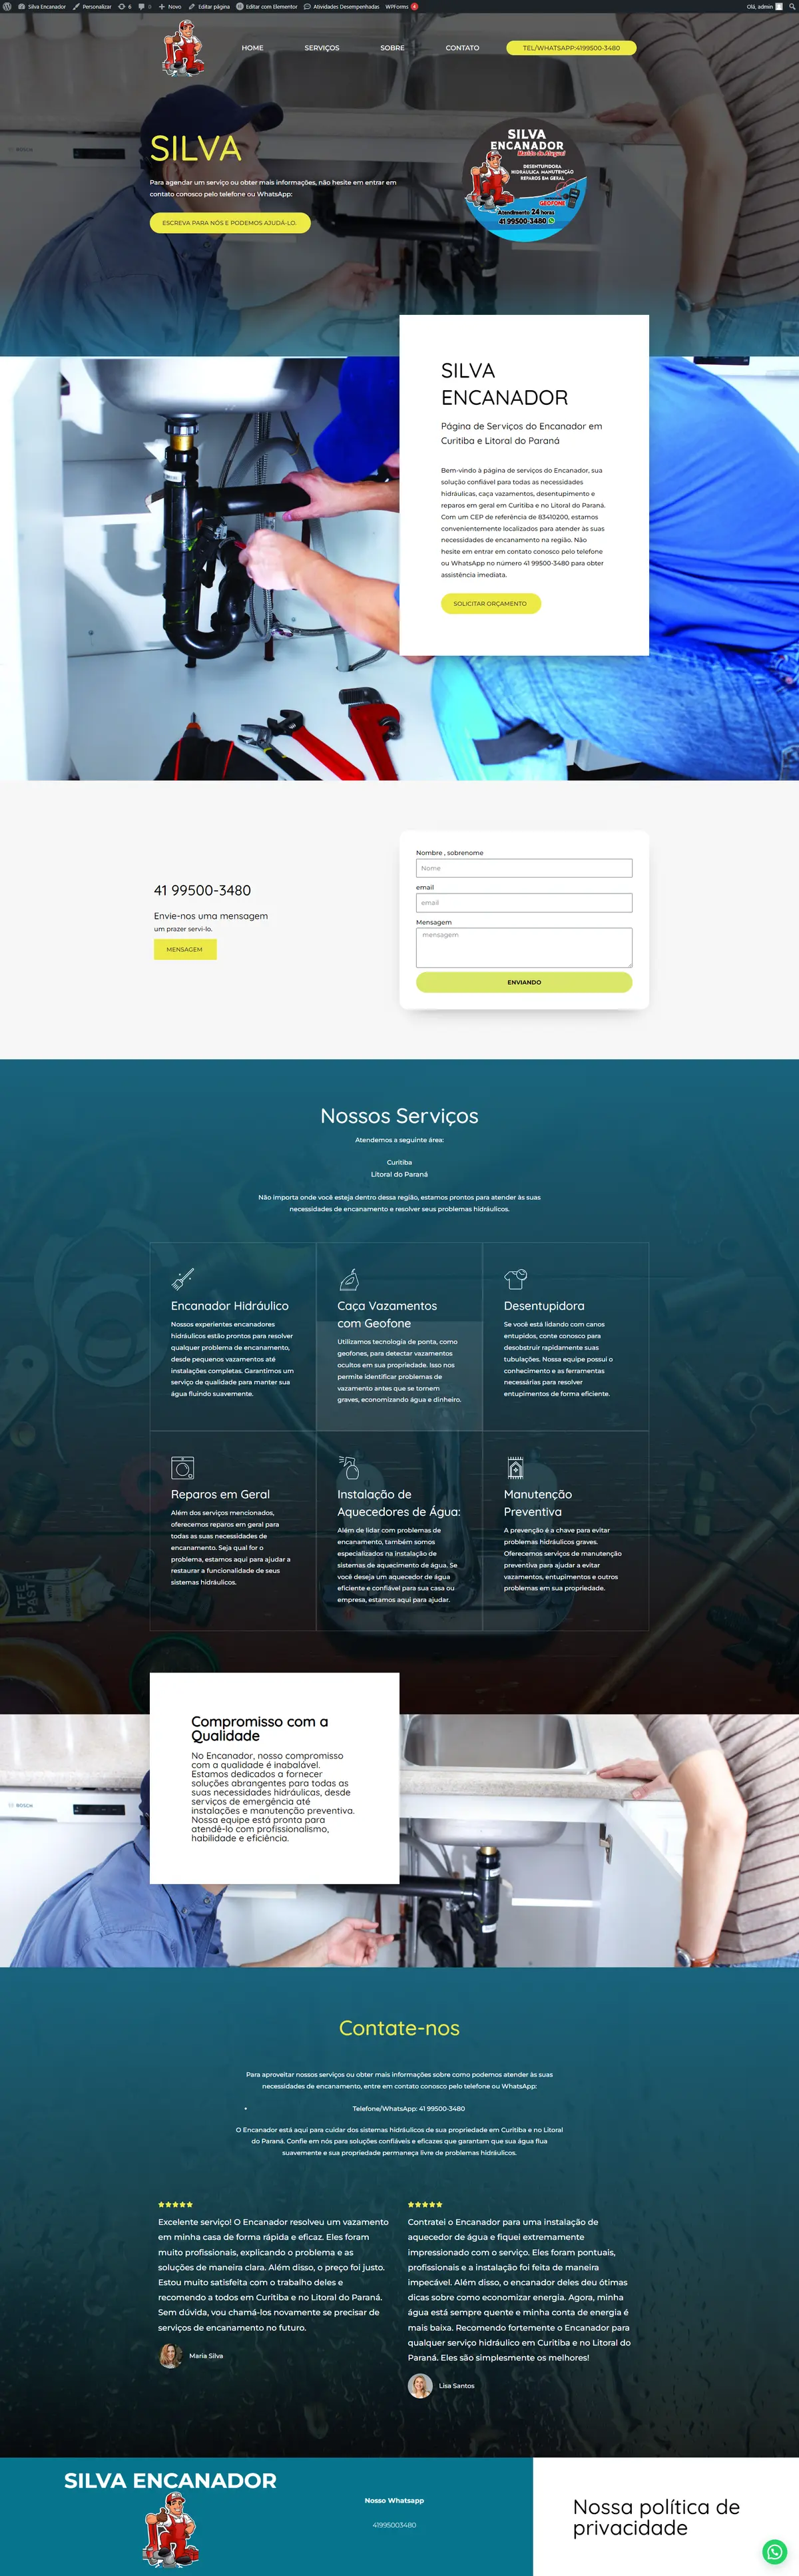 Silva Encanador Personalizar 6 0 Novo Editar página Editar com Elementor Atividades Desempenhadas WPForms 4 Olá, admin
HOME SERVIÇOS SOBRE CONTATO TEL/WHATSAPP:4199500-3480
SILVA
Para agendar um serviço ou obter mais informações, não hesite em entrar em
contato conosco pelo telefone ou WhatsApp:
ESCREVA PARA NÓS E PODEMOS AJUDÁ-LO.
SILVA
ENCANADOR
Marido de Aluguel
DESENTUPIDORA
HIDRÁULICA MANUTENÇÃO
REPAROS EM GERAL
GEOFONE
Atendimento 24 horas
41 99500-3480
SILVA
ENCANADOR
Página de Serviços do Encanador em
Curitiba e Litoral do Paraná
Bem-vindo à página de serviços do Encanador, sua
solução confiável para todas as necessidades
hidráulicas, caça vazamentos, desentupimento e
reparos em geral em Curitiba e no Litoral do Paraná.
Com um CEP de referência de 83410200, estamos
convenientemente localizados para atender às suas
necessidades de encanamento na região. Não
hesite em entrar em contato conosco pelo telefone
ou WhatsApp no número 41 99500-3480 para obter
assistência imediata.
SOLICITAR ORÇAMENTO
41 99500-3480
Envie-nos uma mensagem
um prazer servi-lo.
MENSAGEM
Nombre , sobrenome
Nome
email
email
Mensagem
mensagem
ENVIANDO
Nossos Serviços
Atendemos a seguinte área:
Curitiba
Litoral do Paraná
Não importa onde você esteja dentro dessa região, estamos prontos para atender às suas
necessidades de encanamento e resolver seus problemas hidráulicos.
Encanador Hidráulico
Nossos experientes encanadores
hidráulicos estão prontos para resolver
qualquer problema de encanamento,
desde pequenos vazamentos até
instalações completas. Garantimos um
serviço de qualidade para manter sua
água fluindo suavemente.
Caça Vazamentos
com Geofone
Utilizamos tecnologia de ponta, como
geofones, para detectar vazamentos
ocultos em sua propriedade. Isso nos
permite identificar problemas de
vazamento antes que se tornem
graves, economizando água e dinheiro.
Desentupidora
Se você está lidando com canos
entupidos, conte conosco para
desobstruir rapidamente suas
tubulações. Nossa equipe possui o
conhecimento e as ferramentas
necessárias para resolver
entupimentos de forma eficiente.
Reparos em Geral
Além dos serviços mencionados,
oferecemos reparos em geral para
todas as suas necessidades de
encanamento. Seja qual for o
problema, estamos aqui para ajudar a
restaurar a funcionalidade de seus
sistemas hidráulicos.
Instalação de
Aquecedores de Água:
Além de lidar com problemas de
encanamento, também somos
especializados na instalação de
sistemas de aquecimento de água. Se
você deseja um aquecedor de água
eficiente e confiável para sua casa ou
empresa, estamos aqui para ajudar.
Manutenção
Preventiva
A prevenção é a chave para evitar
problemas hidráulicos graves.
Oferecemos serviços de manutenção
preventiva para ajudar a evitar
vazamentos, entupimentos e outros
problemas em sua propriedade.
TFE
PASTE
Compromisso com a
Qualidade
No Encanador, nosso compromisso
com a qualidade é inabalável.
Estamos dedicados a fornecer
soluções abrangentes para todas as
suas necessidades hidráulicas, desde
serviços de emergência até
instalações e manutenção preventiva.
Nossa equipe está pronta para
atendê-lo com profissionalismo,
habilidade e eficiência.
BOSCH
Contate-nos
Para aproveitar nossos serviços ou obter mais informações sobre como podemos atender às suas
necessidades de encanamento, entre em contato conosco pelo telefone ou WhatsApp:
• Telefone/WhatsApp: 41 99500-3480
O Encanador está aqui para cuidar dos sistemas hidráulicos de sua propriedade em Curitiba e no Litoral
do Paraná. Confie em nós para soluções confiáveis e eficazes que garantam que sua água flua
suavemente e sua propriedade permaneça livre de problemas hidráulicos.
Excelente serviço! O Encanador resolveu um vazamento
em minha casa de forma rápida e eficaz. Eles foram
muito profissionais, explicando o problema e as
soluções de maneira clara. Além disso, o preço foi justo.
Estou muito satisfeita com o trabalho deles e
recomendo a todos em Curitiba e no Litoral do Paraná.
Sem dúvida, vou chamá-los novamente se precisar de
serviços de encanamento no futuro.
Maria Silva
Contratei o Encanador para uma instalação de
aquecedor de água e fiquei extremamente
impressionado com o serviço. Eles foram pontuais,
profissionais e a instalação foi feita de maneira
impecável. Além disso, o encanador deles deu ótimas
dicas sobre como economizar energia. Agora, minha
água está sempre quente e minha conta de energia é
mais baixa. Recomendo fortemente o Encanador para
qualquer serviço hidráulico em Curitiba e no Litoral do
Paraná. Eles são simplesmente os melhores!
Lisa Santos
SILVA ENCANADOR
Nosso Whatsapp
41995003480
Nossa política de
privacidade